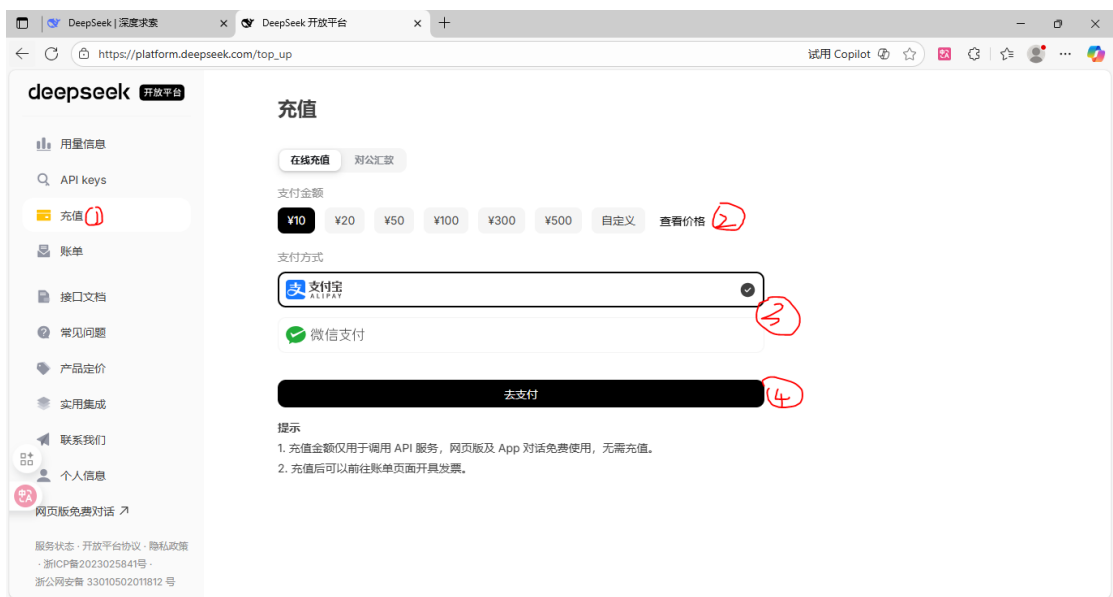 DeepSeek | 深度求索
DeepSeek 开放平台
https://platform.deepseek.com/top_up
试用 Copilot
deepseek 开放平台
用量信息
API keys
充值 ①
账单
接口文档
常见问题
产品定价
实用集成
联系我们
个人信息
网页版免费对话
服务状态 · 开放平台协议 · 隐私政策
· 浙ICP备2023025841号 ·
浙公网安备 33010502011812 号
充值
在线充值 对公汇款
支付金额
¥10 ¥20 ¥50 ¥100 ¥300 ¥500 自定义 查看价格 ②
支付方式
支付宝
ALIPAY
③
微信支付
去支付 ④
提示
1. 充值金额仅用于调用 API 服务，网页版及 App 对话免费使用，无需充值。
2. 充值后可以前往账单页面开具发票。